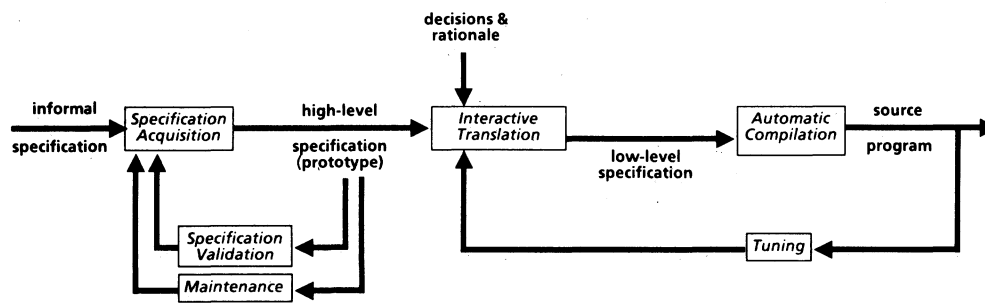 decisions &
rationale
informal
specification
Specification
Acquisition
high-level
specification
(prototype)
Interactive
Translation
low-level
specification
Automatic
Compilation
source
program
Specification
Validation
Maintenance
Tuning